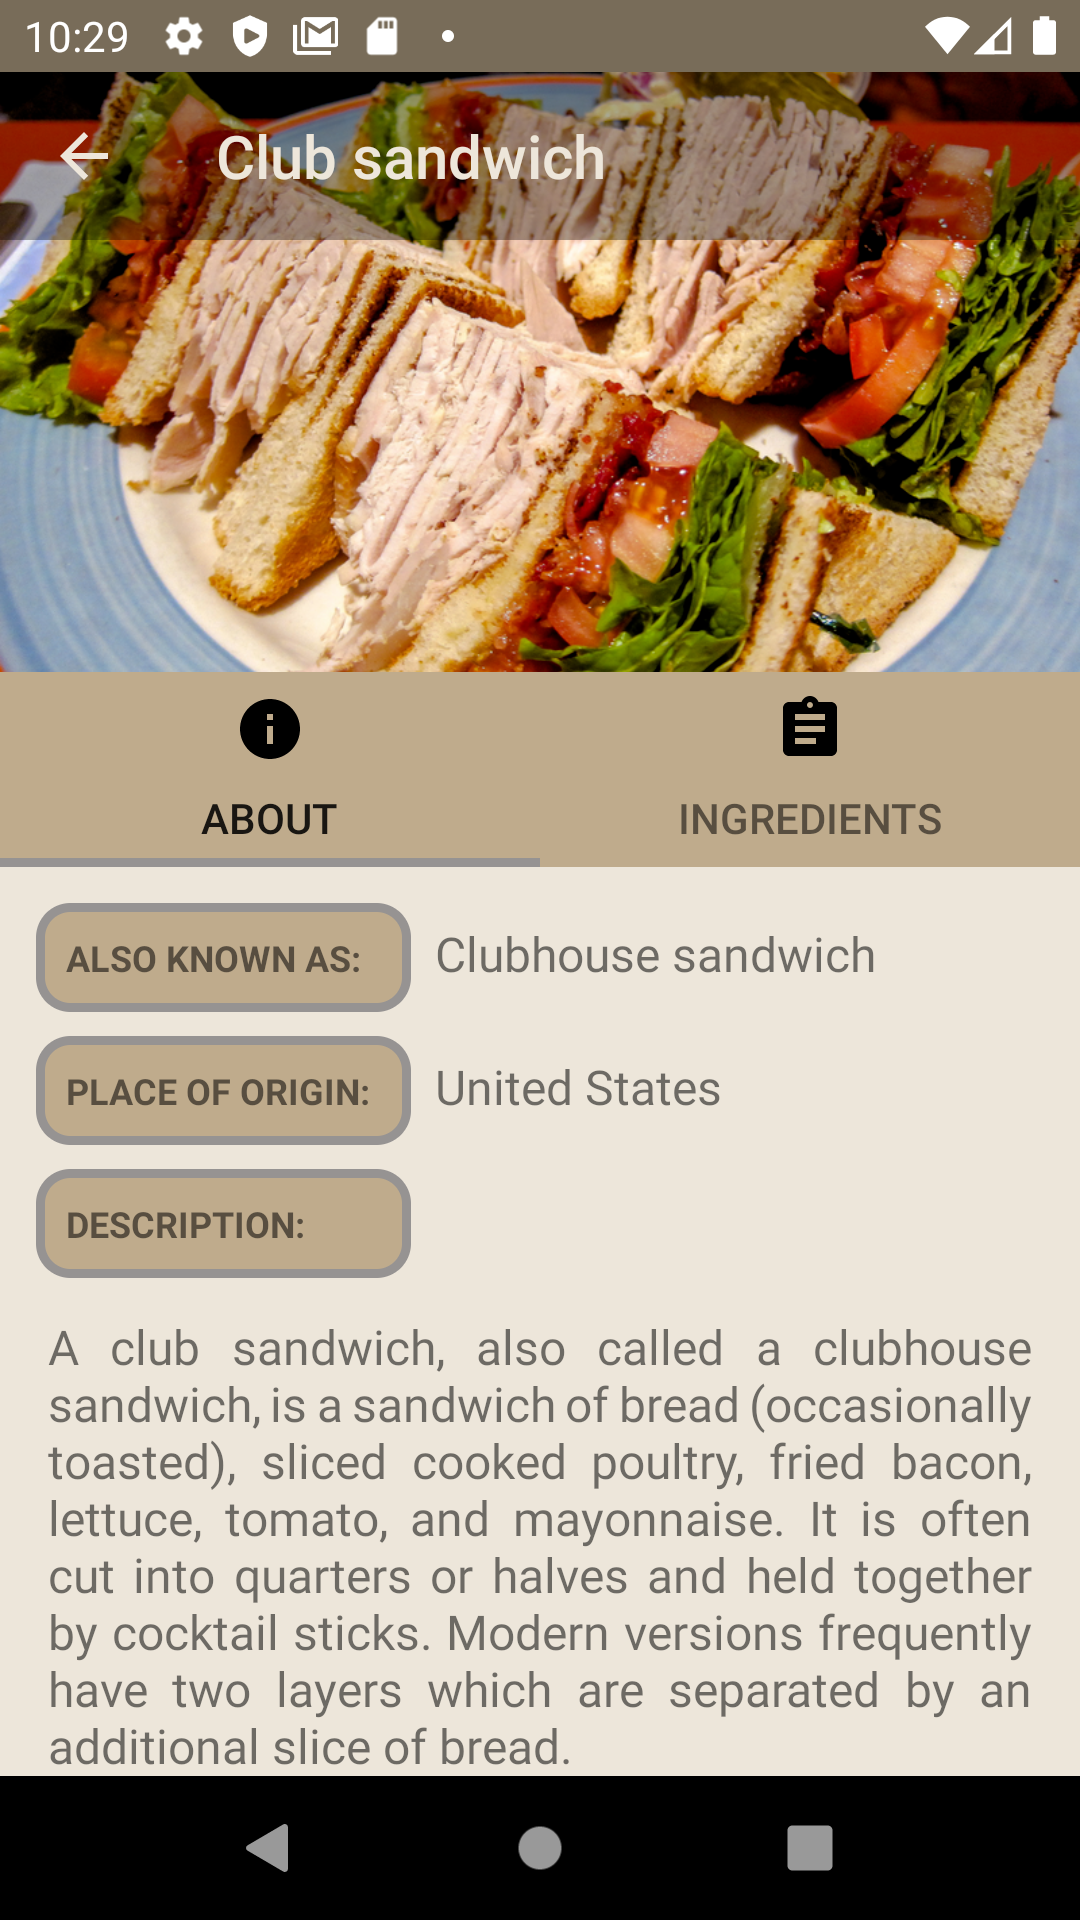 10:29
Club sandwich
ABOUT
INGREDIENTS
ALSO KNOWN AS:
Clubhouse sandwich
PLACE OF ORIGIN:
United States
DESCRIPTION:
A club sandwich, also called a clubhouse
sandwich, is a sandwich of bread (occasionally
toasted), sliced cooked poultry, fried bacon,
lettuce, tomato, and mayonnaise. It is often
cut into quarters or halves and held together
by cocktail sticks. Modern versions frequently
have two layers which are separated by an
additional slice of bread.